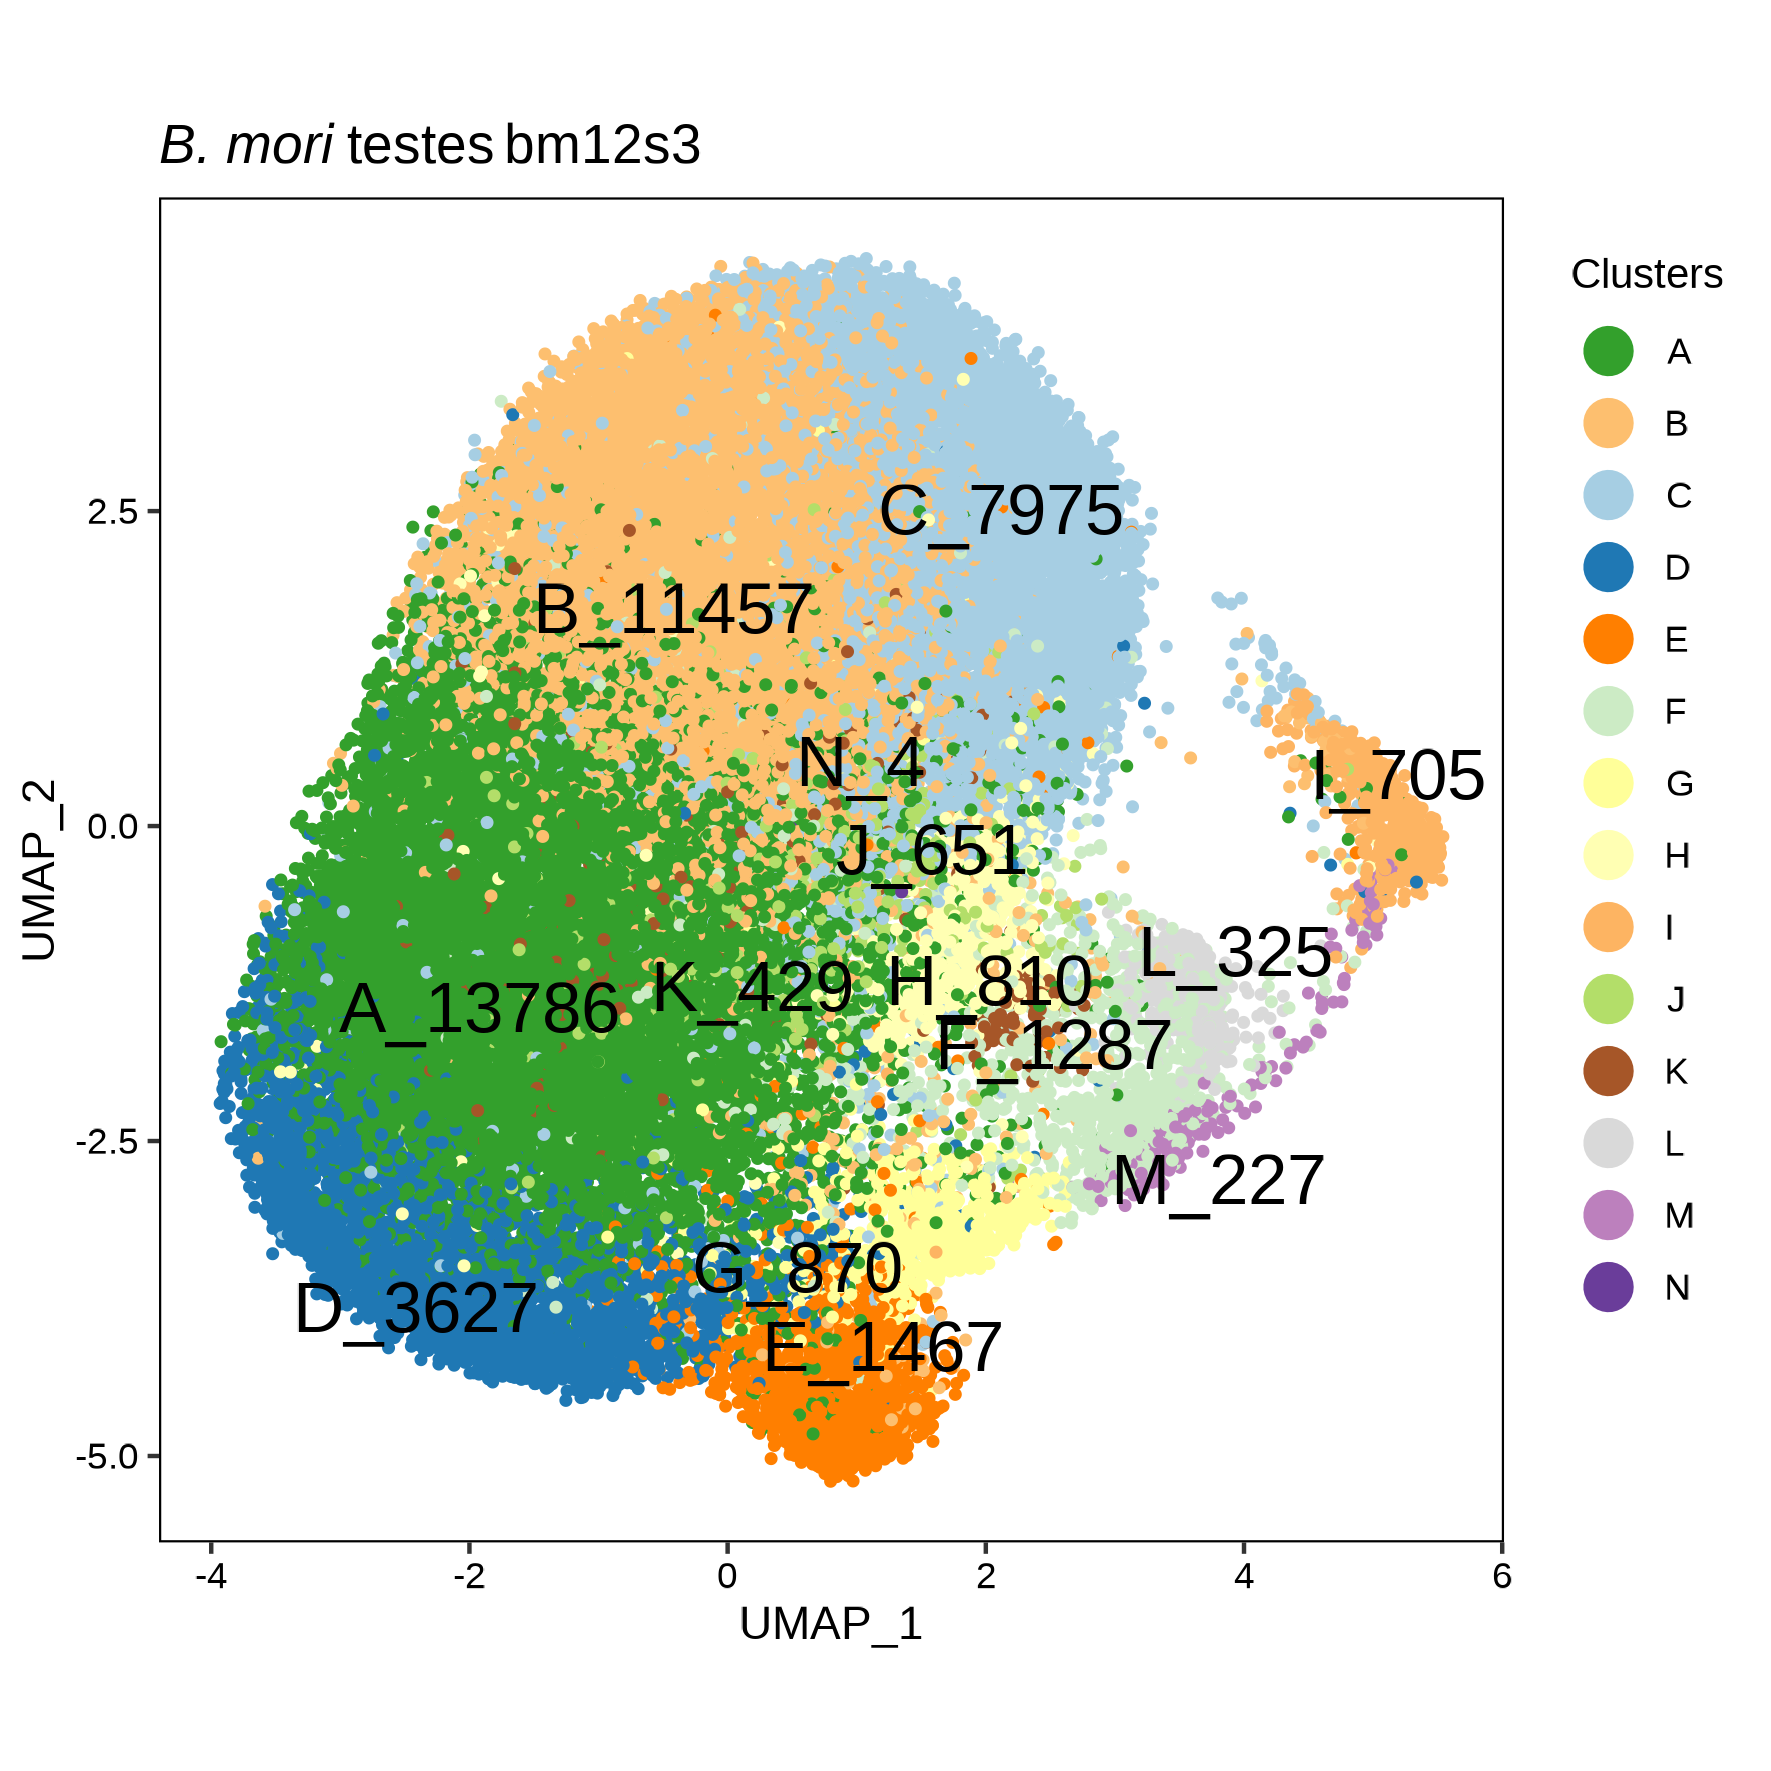 B. mori testes bm12s3
Clusters
A
B
C
D
E
F
G
H
I
J
K
L
M
N
C_7975
B_11457
N_4
I_705
J_651
L_325
A_13786
K_429
H_810
F_1287
M_227
G_870
D_3627
E_1467
UMAP_2
2.5
0.0
-2.5
-5.0
-4
-2
0
2
4
6
UMAP_1